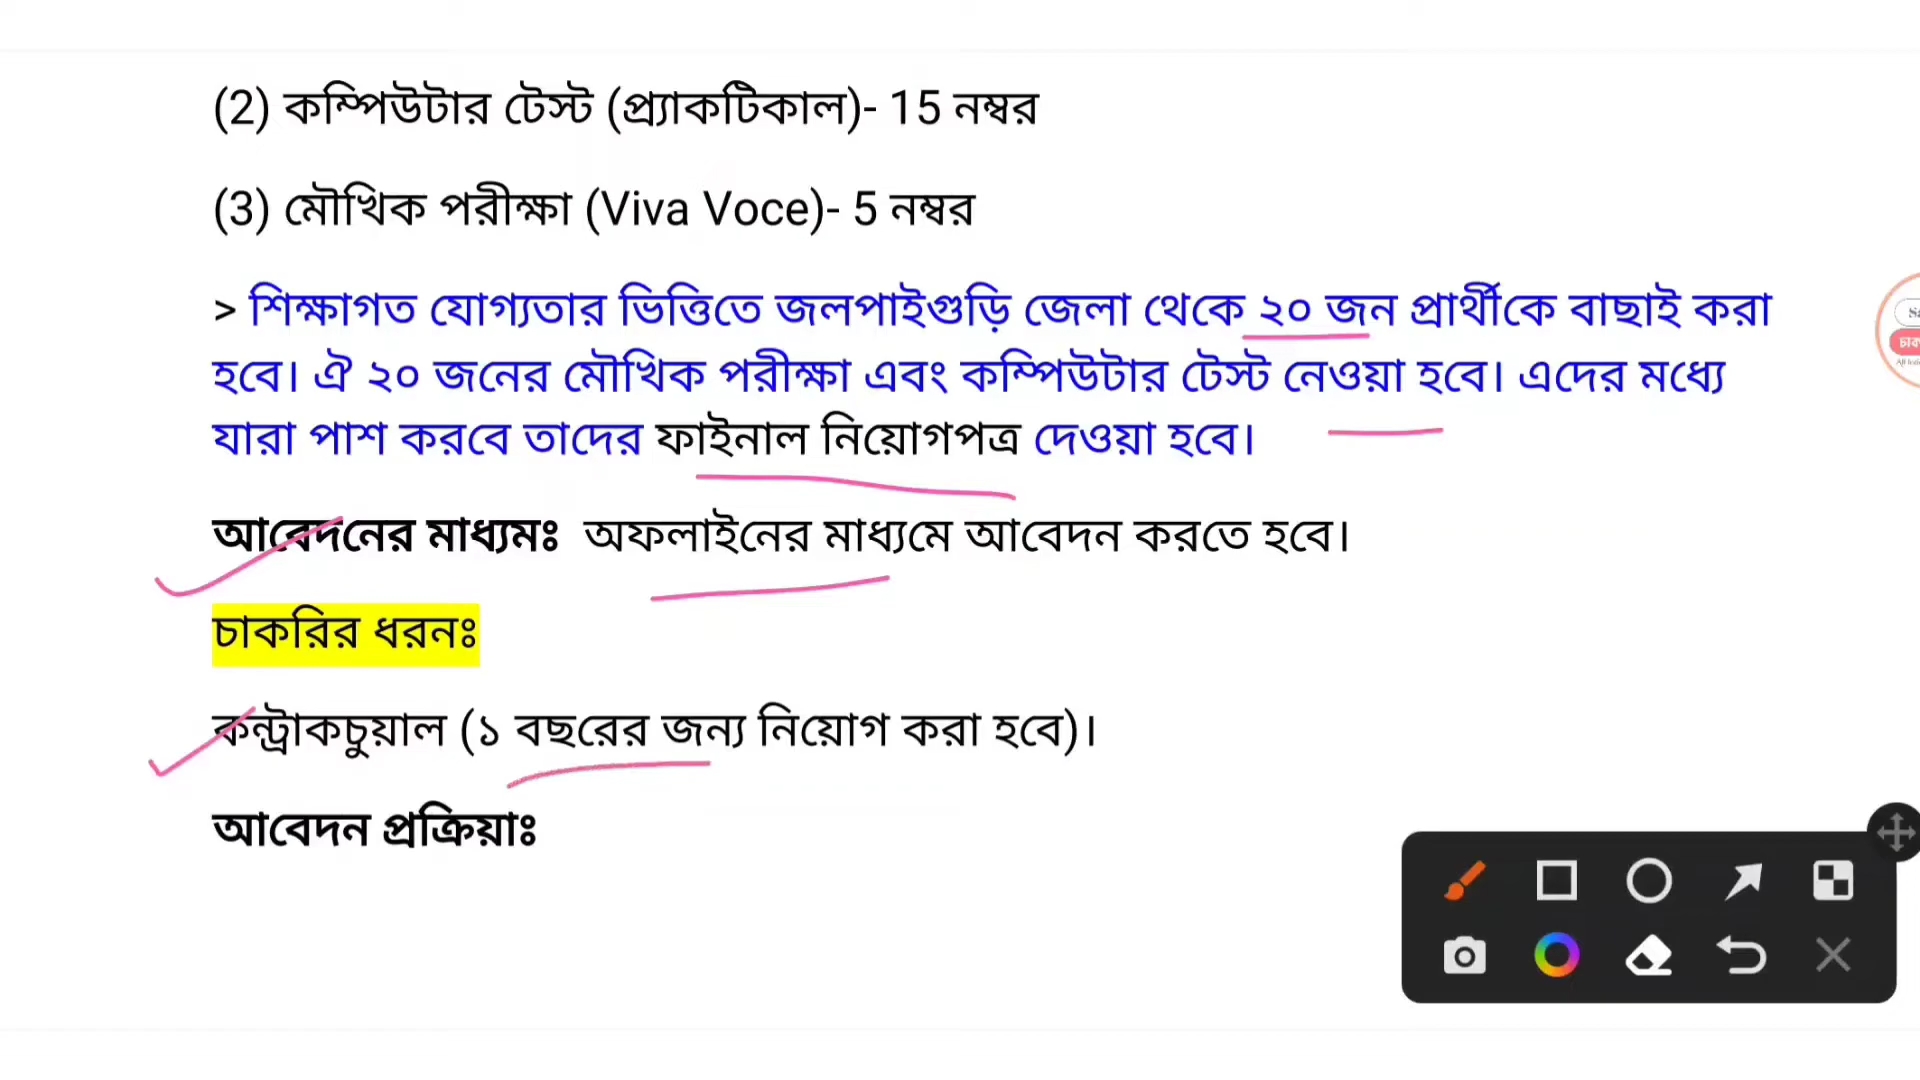 (2) কম্পিউটার টেস্ট (প্র্যাকটিকাল)- 15 নম্বর
(3) মৌখিক পরীক্ষা (Viva Voce)- 5 নম্বর
> শিক্ষাগত যোগ্যতার ভিত্তিতে জলপাইগুড়ি জেলা থেকে ২০ জন প্রার্থীকে বাছাই করা
হবে। ঐ ২০ জনের মৌখিক পরীক্ষা এবং কম্পিউটার টেস্ট নেওয়া হবে। এদের মধ্যে
যারা পাশ করবে তাদের ফাইনাল নিয়োগপত্র দেওয়া হবে।
আবেদনের মাধ্যমঃ অফলাইনের মাধ্যমে আবেদন করতে হবে।
চাকরির ধরনঃ
কন্ট্রাকচুয়াল (১ বছরের জন্য নিয়োগ করা হবে)।
আবেদন প্রক্রিয়াঃ